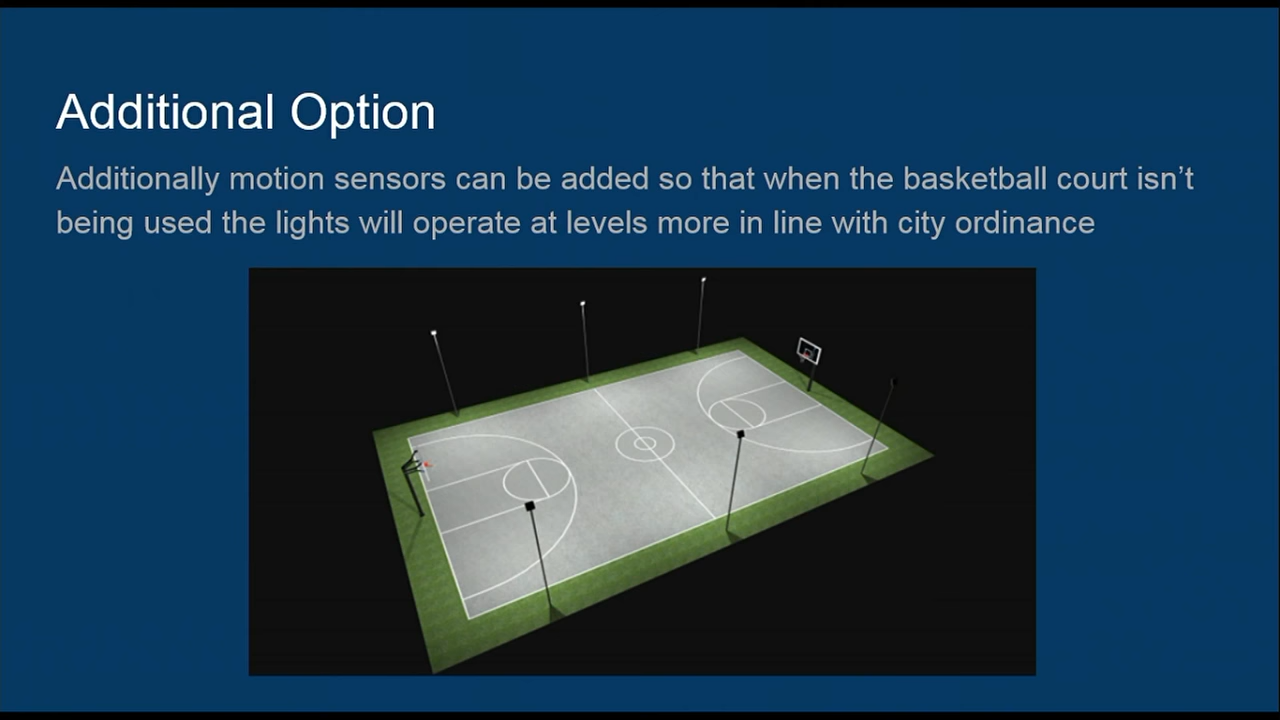 Additional Option
Additionally motion sensors can be added so that when the basketball court isn’t
being used the lights will operate at levels more in line with city ordinance